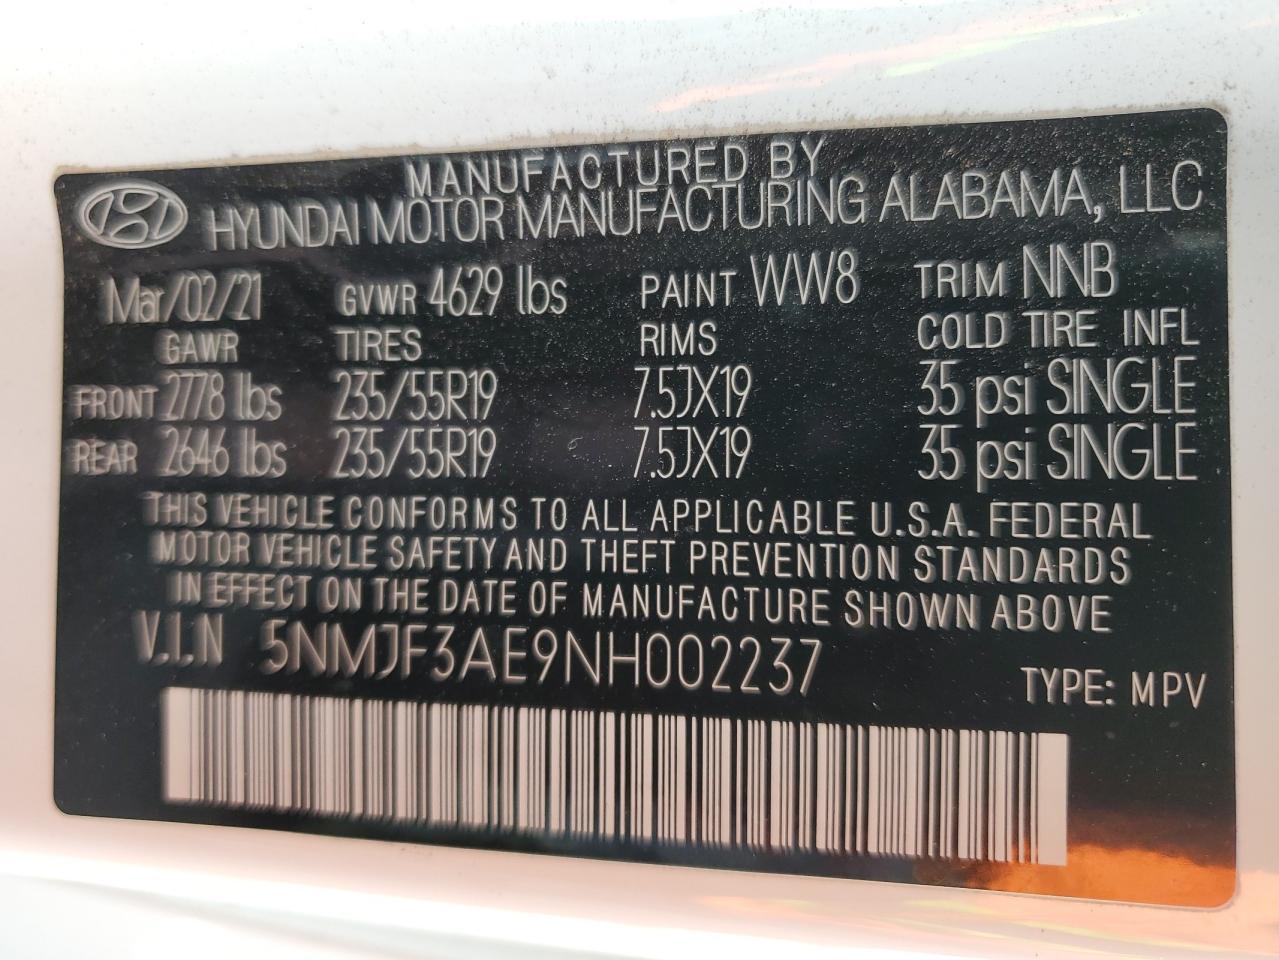 MANUFACTURED BY
HYUNDAI MOTOR MANUFACTURING ALABAMA, LLC
Mar/02/21 GVWR 4629 lbs PAINT WW8 TRIM NNB
GAWR TIRES RIMS COLD TIRE INFL
FRONT 2778 lbs 235/55R19 7.5JX19 35 psi SINGLE
REAR 2646 lbs 235/55R19 7.5JX19 35 psi SINGLE
THIS VEHICLE CONFORMS TO ALL APPLICABLE U.S.A. FEDERAL
MOTOR VEHICLE SAFETY AND THEFT PREVENTION STANDARDS
IN EFFECT ON THE DATE OF MANUFACTURE SHOWN ABOVE
V.I.N 5NMJF3AE9NH002237
TYPE: MPV